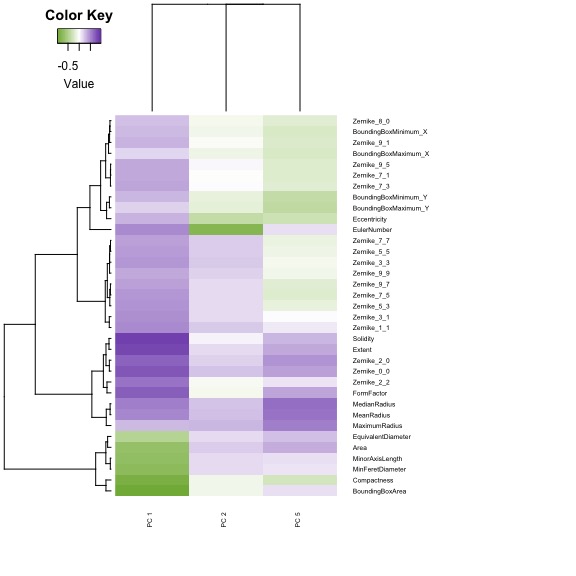 Color Key
-0.5
Value
Zernike_8_0
BoundingBoxMinimum_X
Zernike_9_1
BoundingBoxMaximum_X
Zernike_9_5
Zernike_7_1
Zernike_7_3
BoundingBoxMinimum_Y
BoundingBoxMaximum_Y
Eccentricity
EulerNumber
Zernike_7_7
Zernike_5_5
Zernike_3_3
Zernike_9_9
Zernike_9_7
Zernike_7_5
Zernike_5_3
Zernike_3_1
Zernike_1_1
Solidity
Extent
Zernike_2_0
Zernike_0_0
Zernike_2_2
FormFactor
MedianRadius
MeanRadius
MaximumRadius
EquivalentDiameter
Area
MinorAxisLength
MinFeretDiameter
Compactness
BoundingBoxArea
PC 1
PC 2
PC 5